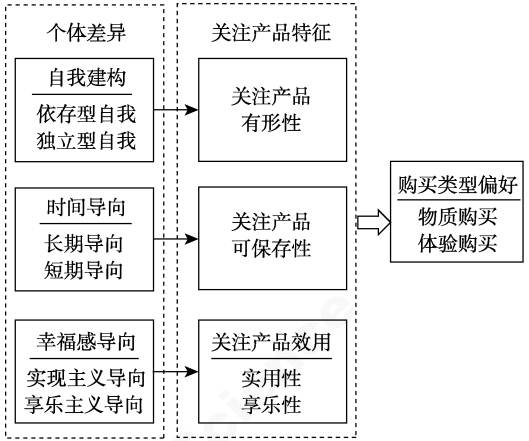 个体差异
自我建构
依存型自我
独立型自我
时间导向
长期导向
短期导向
幸福感导向
实现主义导向
享乐主义导向
关注产品特征
关注产品
有形性
关注产品
可保存性
关注产品效用
实用性
享乐性
购买类型偏好
物质购买
体验购买